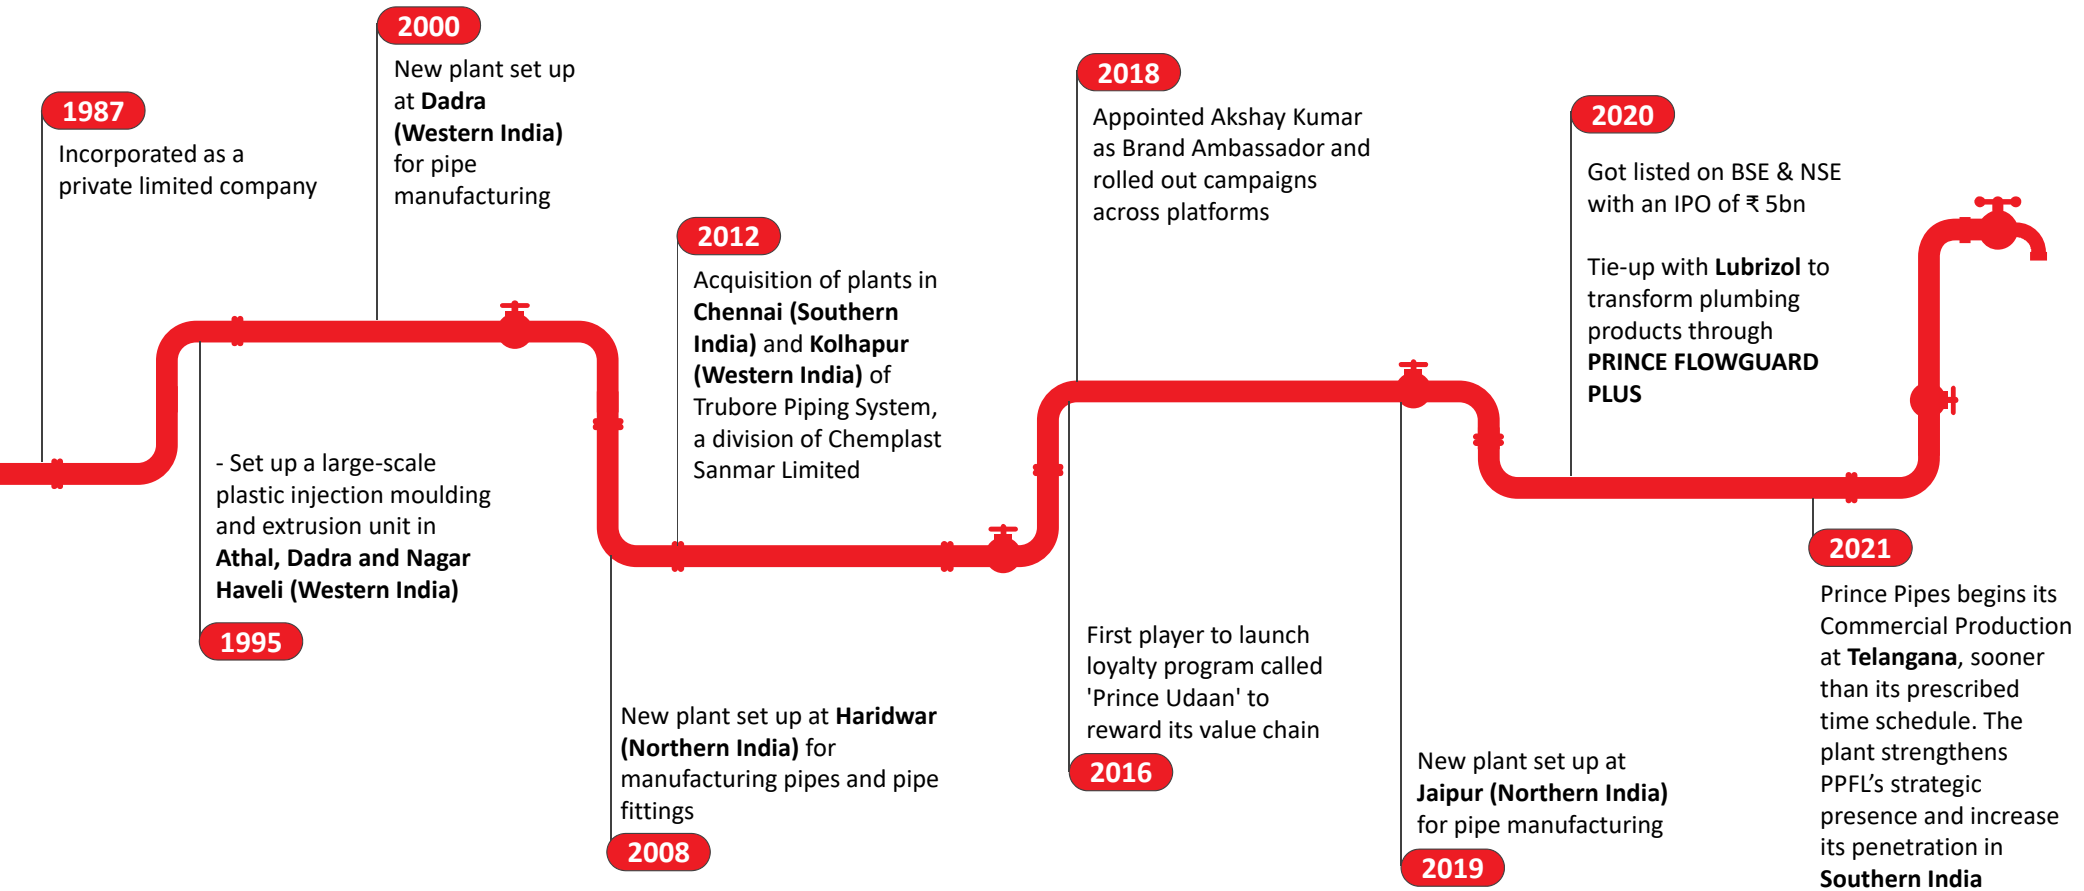 1987
Incorporated as a
private limited company
- Set up a large-scale
plastic injection moulding
and extrusion unit in
Athal, Dadra and Nagar
Haveli (Western India)
1995
2000
New plant set up
at Dadra
(Western India)
for pipe
manufacturing
New plant set up at Haridwar
(Northern India) for
manufacturing pipes and pipe
fittings
2008
2012
Acquisition of plants in
Chennai (Southern
India) and Kolhapur
(Western India) of
Trubore Piping System,
a division of Chemplast
Sanmar Limited
First player to launch
loyalty program called
'Prince Udaan' to
reward its value chain
2016
2018
Appointed Akshay Kumar
as Brand Ambassador and
rolled out campaigns
across platforms
New plant set up at
Jaipur (Northern India)
for pipe manufacturing
2019
2020
Got listed on BSE & NSE
with an IPO of ₹ 5bn
Tie-up with Lubrizol to
transform plumbing
products through
PRINCE FLOWGUARD
PLUS
2021
Prince Pipes begins its
Commercial Production
at Telangana, sooner
than its prescribed
time schedule. The
plant strengthens
PPFL’s strategic
presence and increase
its penetration in
Southern India